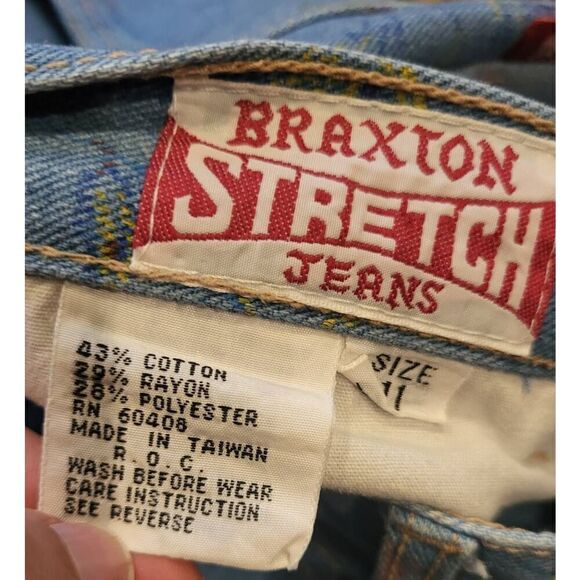 BRAXTON
STRETCH
JEANS
43% COTTON
29% RAYON
28% POLYESTER
RN 60408
MADE IN TAIWAN
R.O.C.
WASH BEFORE WEAR
CARE INSTRUCTION
SEE REVERSE
SIZE
11